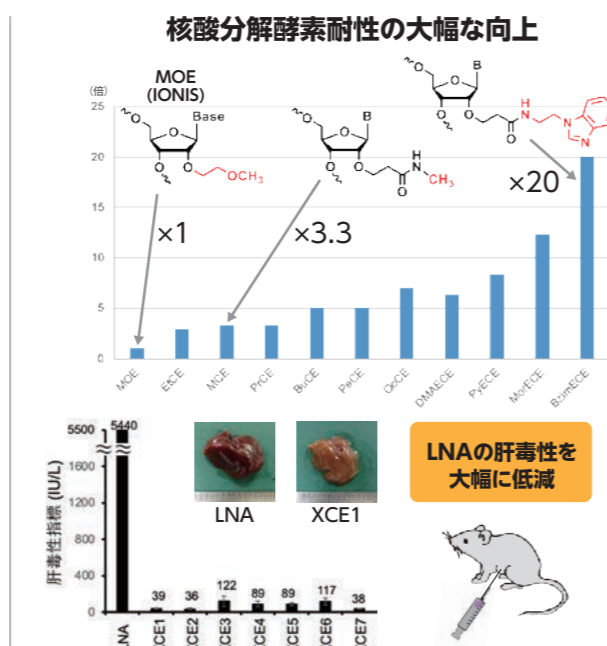 核酸分解酵素耐性の大幅な向上
MOE
(IONIS)
(倍)
Base
OCH3
B
CH3
B
×1
×3.3
×20
25
20
15
10
5
0
MOE
EtCE
MCE
PrCE
BuCE
PeCE
OcCE
DMAECE
PyECE
MorECE
BzimECE
肝毒性指標 (IU/L)
5500
1600
1200
800
400
0
5440
39
36
122
89
89
117
38
LNA
XCE1
XCE2
XCE3
XCE4
XCE5
XCE6
XCE7
LNA
XCE1
LNAの肝毒性を
大幅に低減